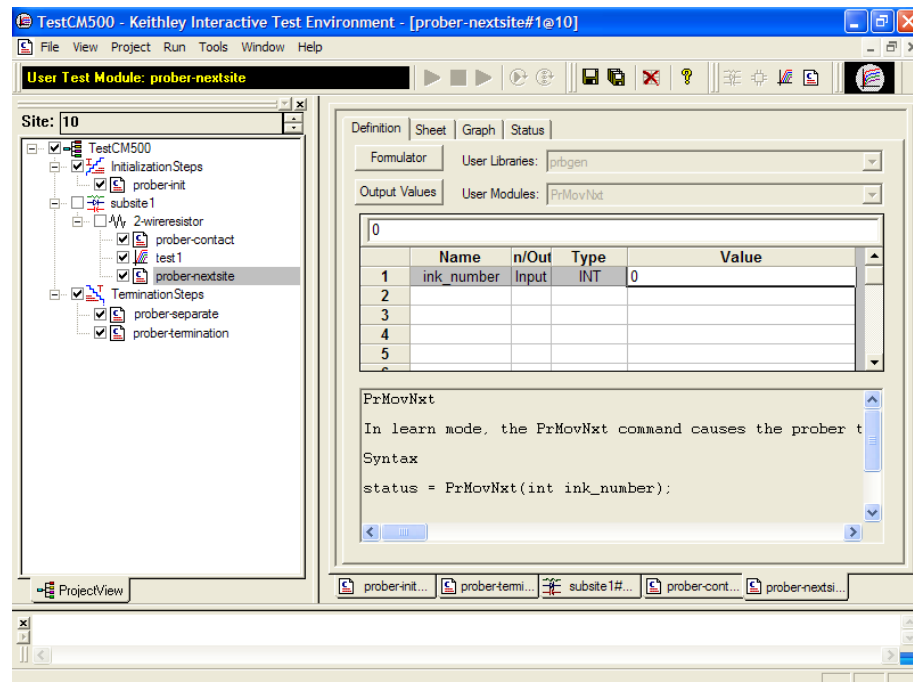 TestCM500 - Keithley Interactive Test Environment - [prober-nextsite#1@10]
File View Project Run Tools Window Help
User Test Module: prober-nextsite
Site: 10
TestCM500
InitializationSteps
prober-init
subsite1
2-wireresistor
prober-contact
test1
prober-nextsite
TerminationSteps
prober-separate
prober-termination
ProjectView
Definition Sheet Graph Status
Formulator User Libraries: prbgen
Output Values User Modules: PrMovNxt
0
Name n/Out Type Value
1 ink_number Input INT 0
2
3
4
5
PrMovNxt
In learn mode, the PrMovNxt command causes the prober t
Syntax
status = PrMovNxt(int ink_number);
prober-init... prober-termi... subsite1#... prober-cont... prober-nextsi...